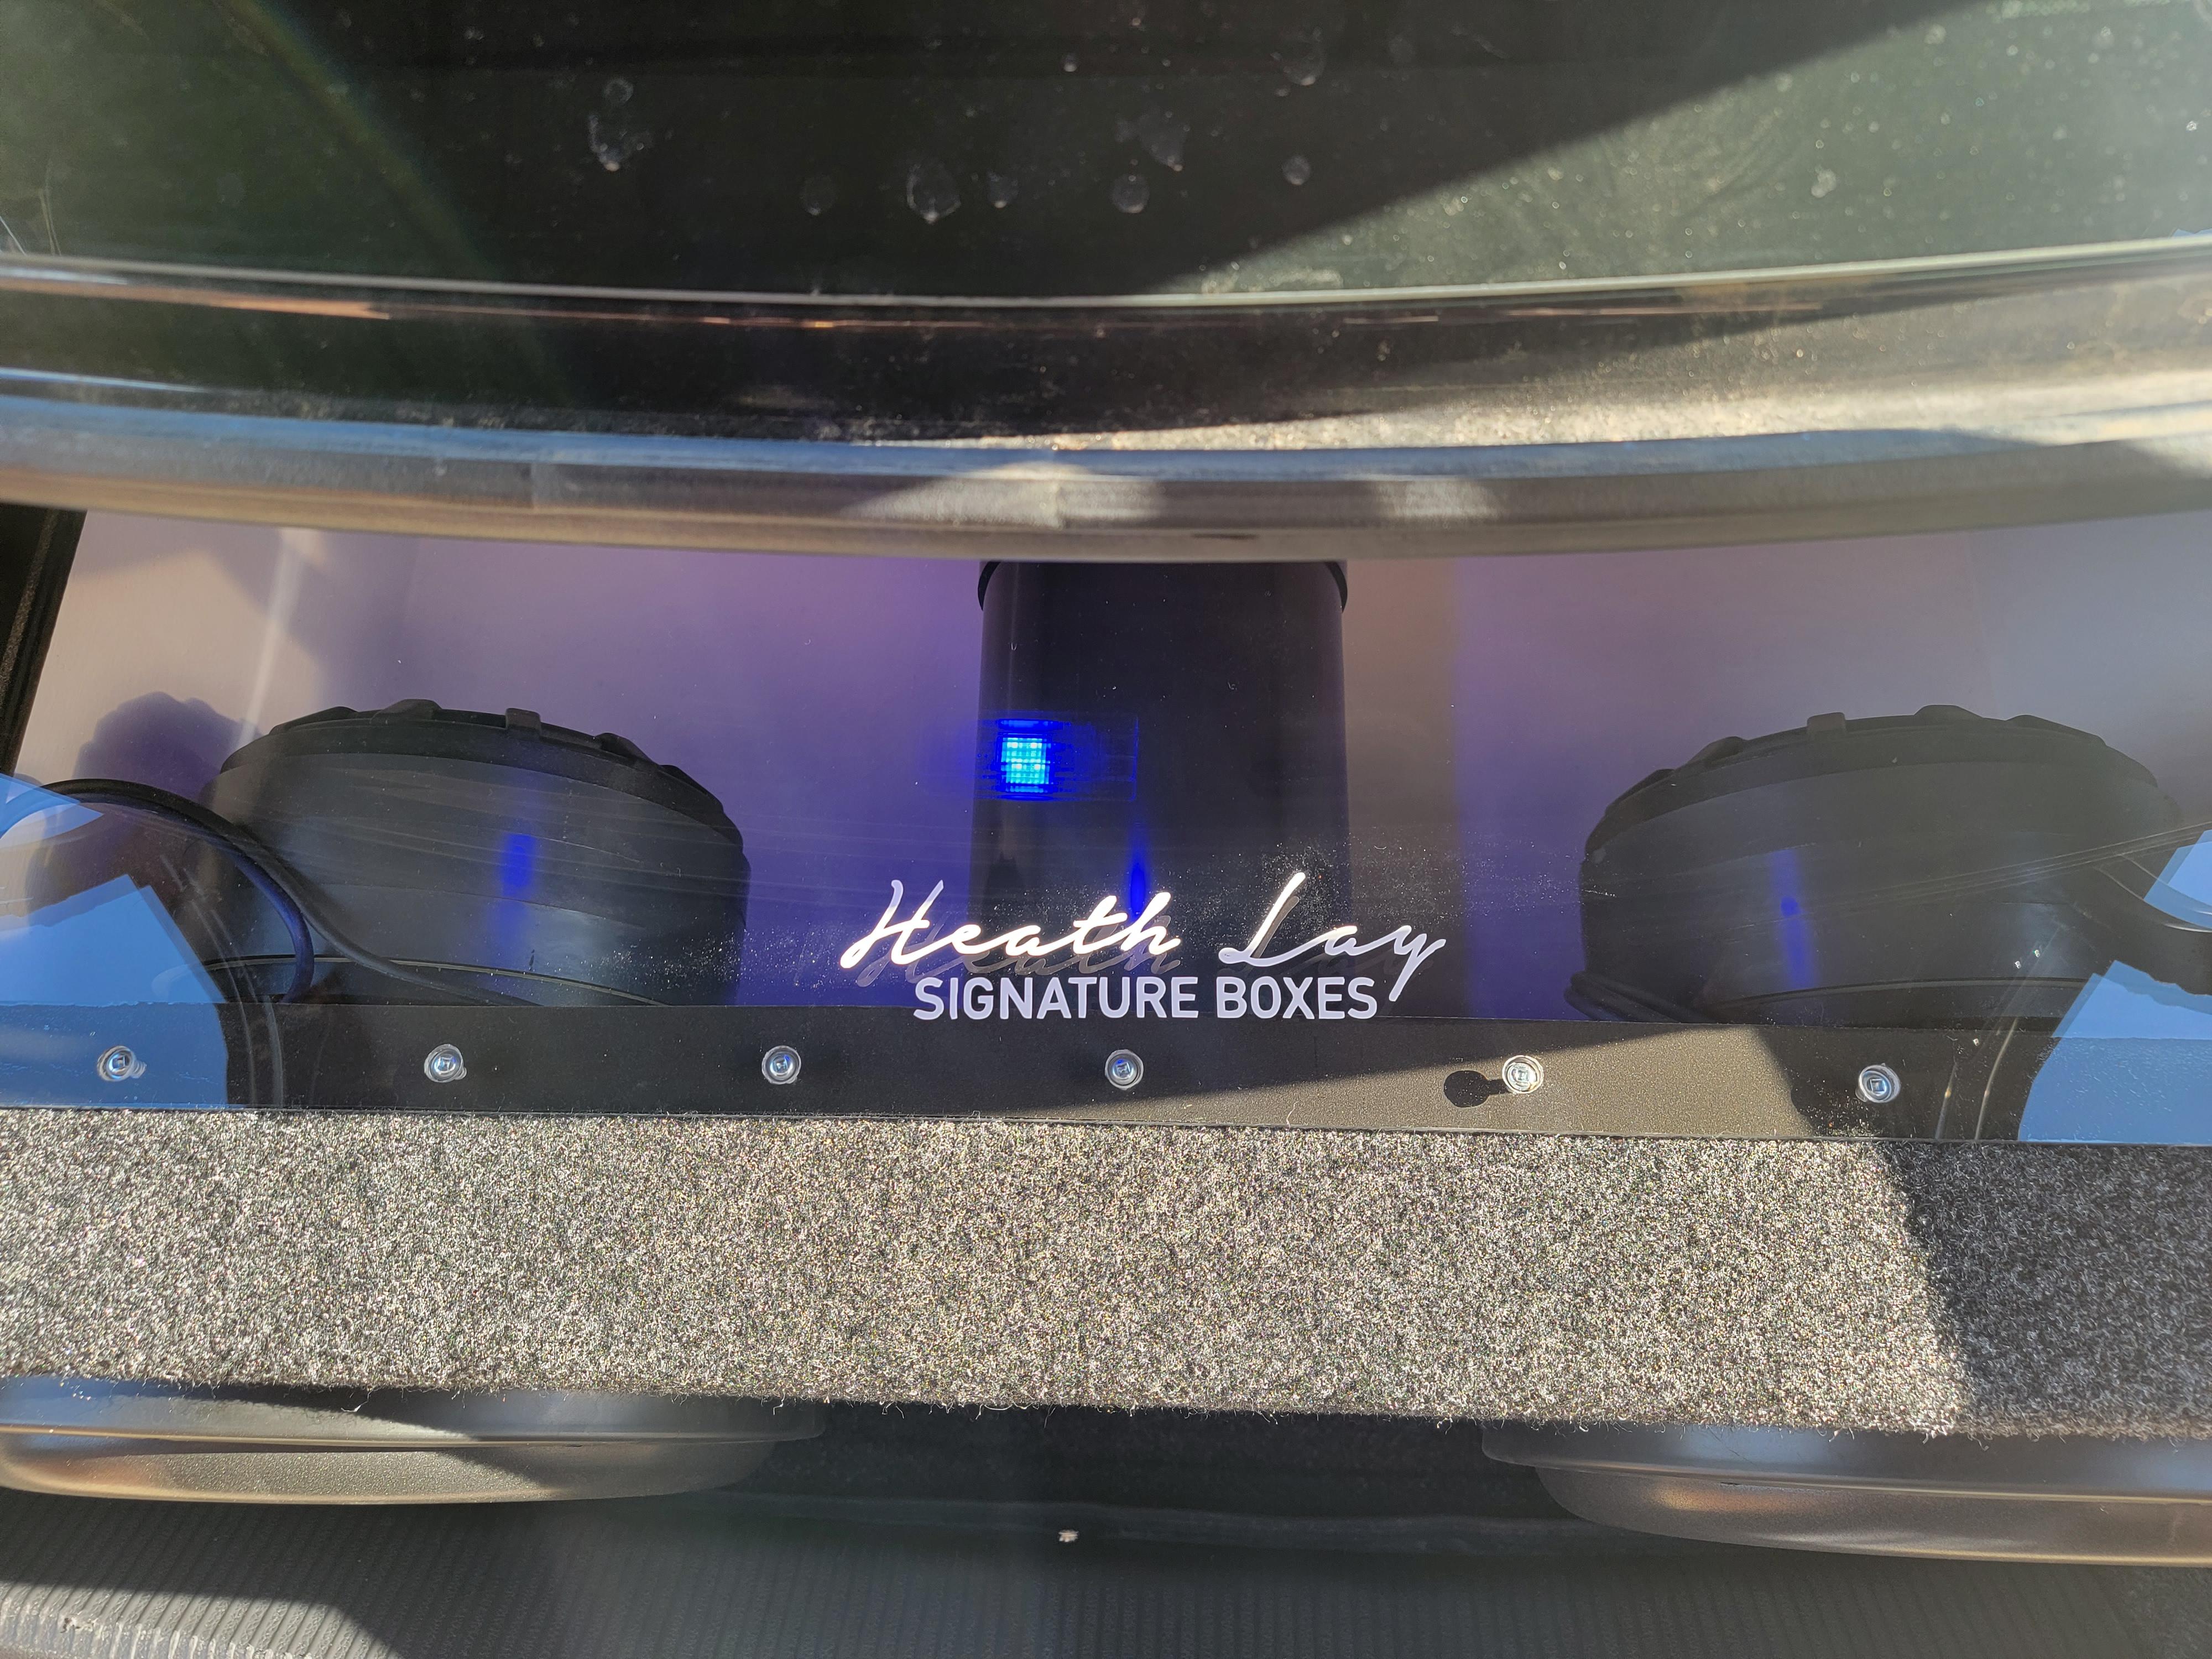 Heath Lay
SIGNATURE BOXES